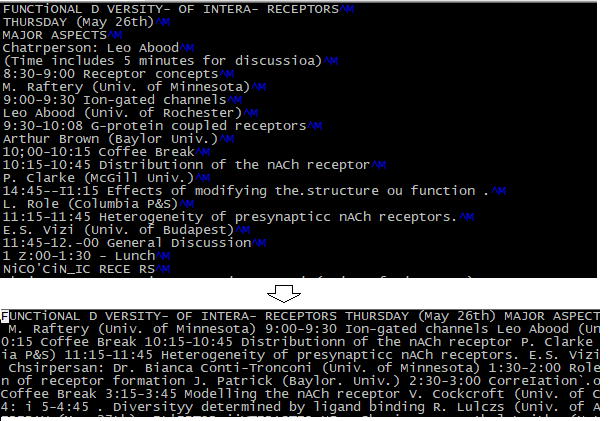 FUNCTiONAL D VERSITY- OF INTERA- RECEPTORS^M
THURSDAY (May 26th)^M
MAJOR ASPECTS^M
Chatrperson: Leo Abood^M
(Time includes 5 minutes for discussioa)^M
8:30-9:00 Receptor concepts^M
M. Raftery (Univ. of Minnesota)^M
9:00-9:30 Ion-gated channels^M
Leo Abood (Univ. of Rochester)^M
9:30-10:08 G-protein coupled receptors^M
Arthur Brown (Baylor Univ.)^M
10;00-10:15 Coffee Break^M
10:15-10:45 Distributionn of the nACh receptor^M
P. Clarke (McGill Univ.)^M
14:45--I1:15 Effects of modifying the.structure ou function .^M
L. Role (Columbia P&S)^M
11:15-11:45 Heterogeneity of presynapticc nACh receptors.^M
E.S. Vizi (Univ. of Budapest)^M
11:45-12.-00 General Discussion^M
1 Z:00-1:30 - Lunch^M
NiCO'CiN_IC RECE RS^M
FUNCTiONAL D VERSITY- OF INTERA- RECEPTORS THURSDAY (May 26th) MAJOR ASPECT
M. Raftery (Univ. of Minnesota) 9:00-9:30 Ion-gated channels Leo Abood (Un
0:15 Coffee Break 10:15-10:45 Distributionn of the nACh receptor P. Clarke
ia P&S) 11:15-11:45 Heterogeneity of presynapticc nACh receptors. E.S. Vizi
Chsirpersan: Dr. Bianca Conti-Tronconi (Univ. of Minnesota) 1:30-2:00 Role
n of receptor formation J. Patrick (Baylor. Univ.) 2:30-3:00 CorreIation`.o
Coffee Break 3:15-3:45 Modelling the nACh receptor V. Cockcroft (Univ. of C
4: i 5-4:45 . Diversityy determined by ligand binding R. Lulczs (Univ. of A